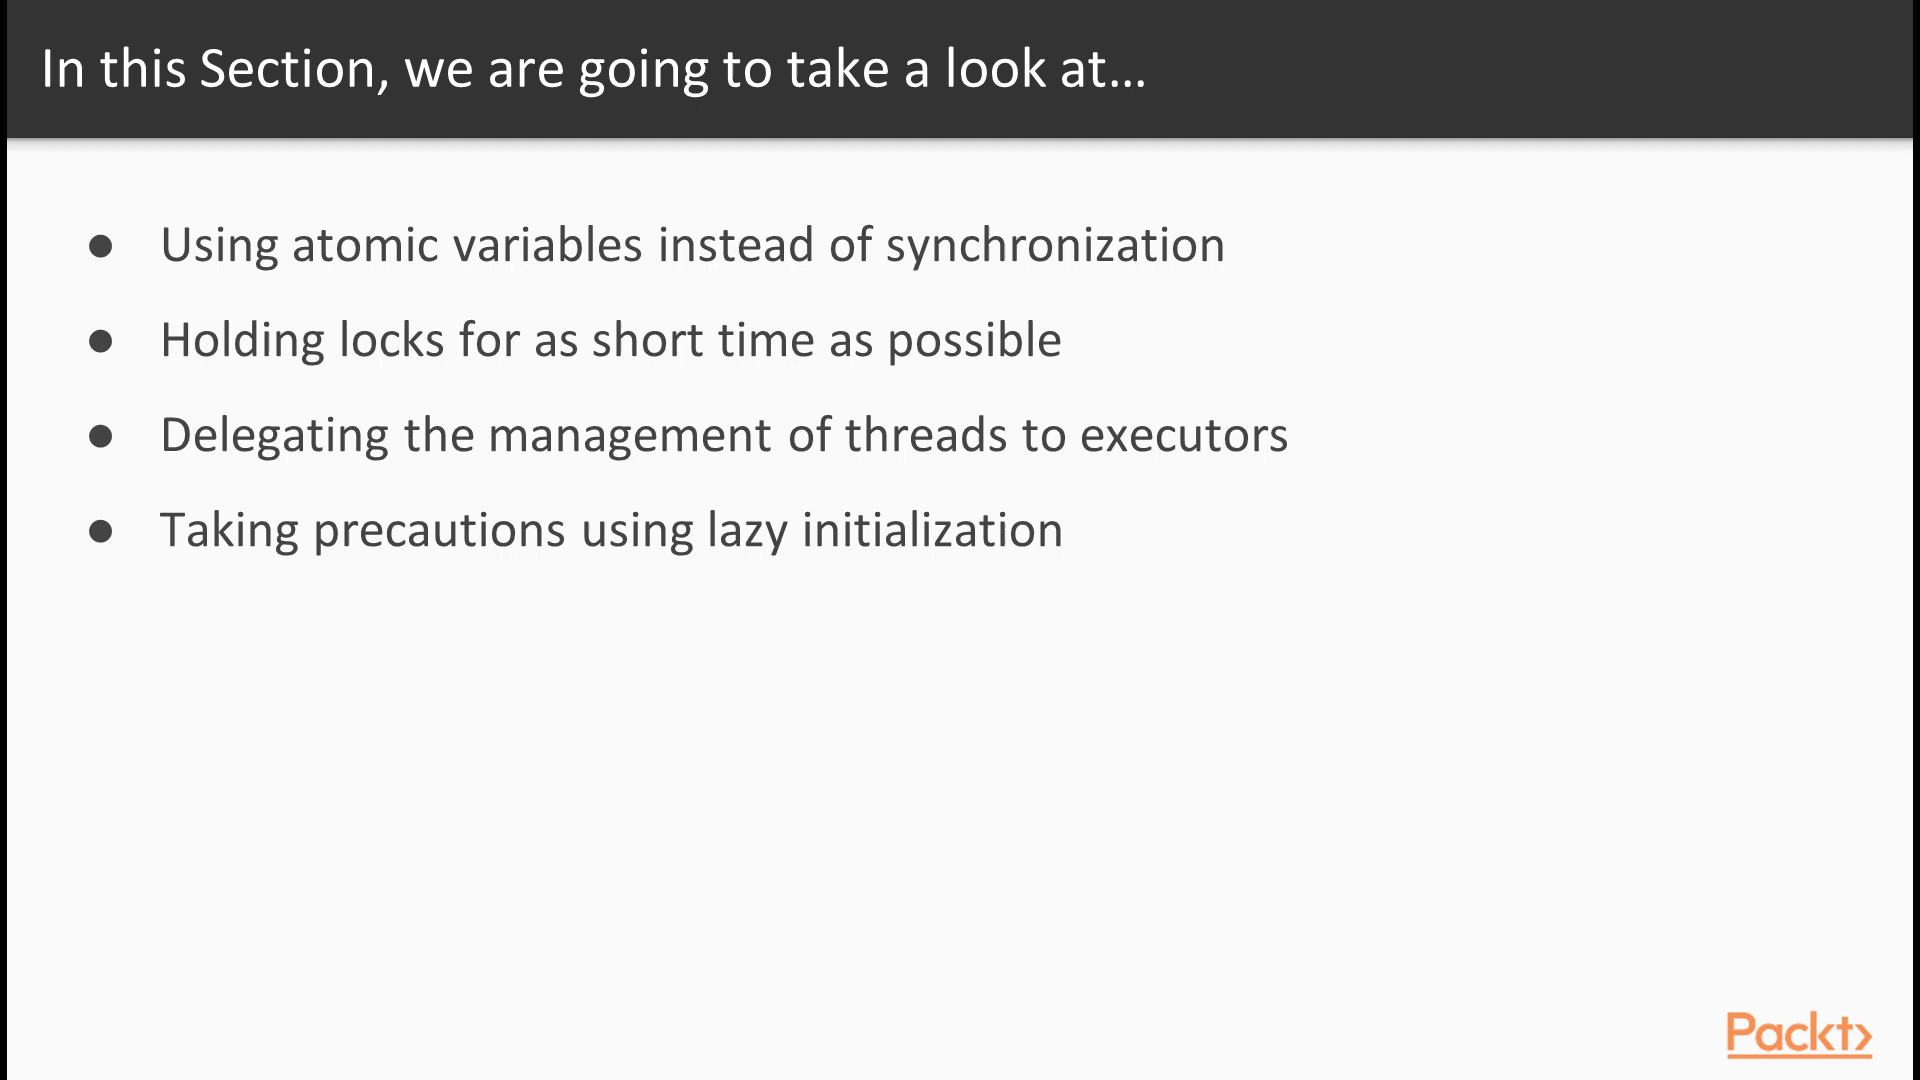 In this Section, we are going to take a look at...
● Using atomic variables instead of synchronization
● Holding locks for as short time as possible
● Delegating the management of threads to executors
● Taking precautions using lazy initialization
Packt>